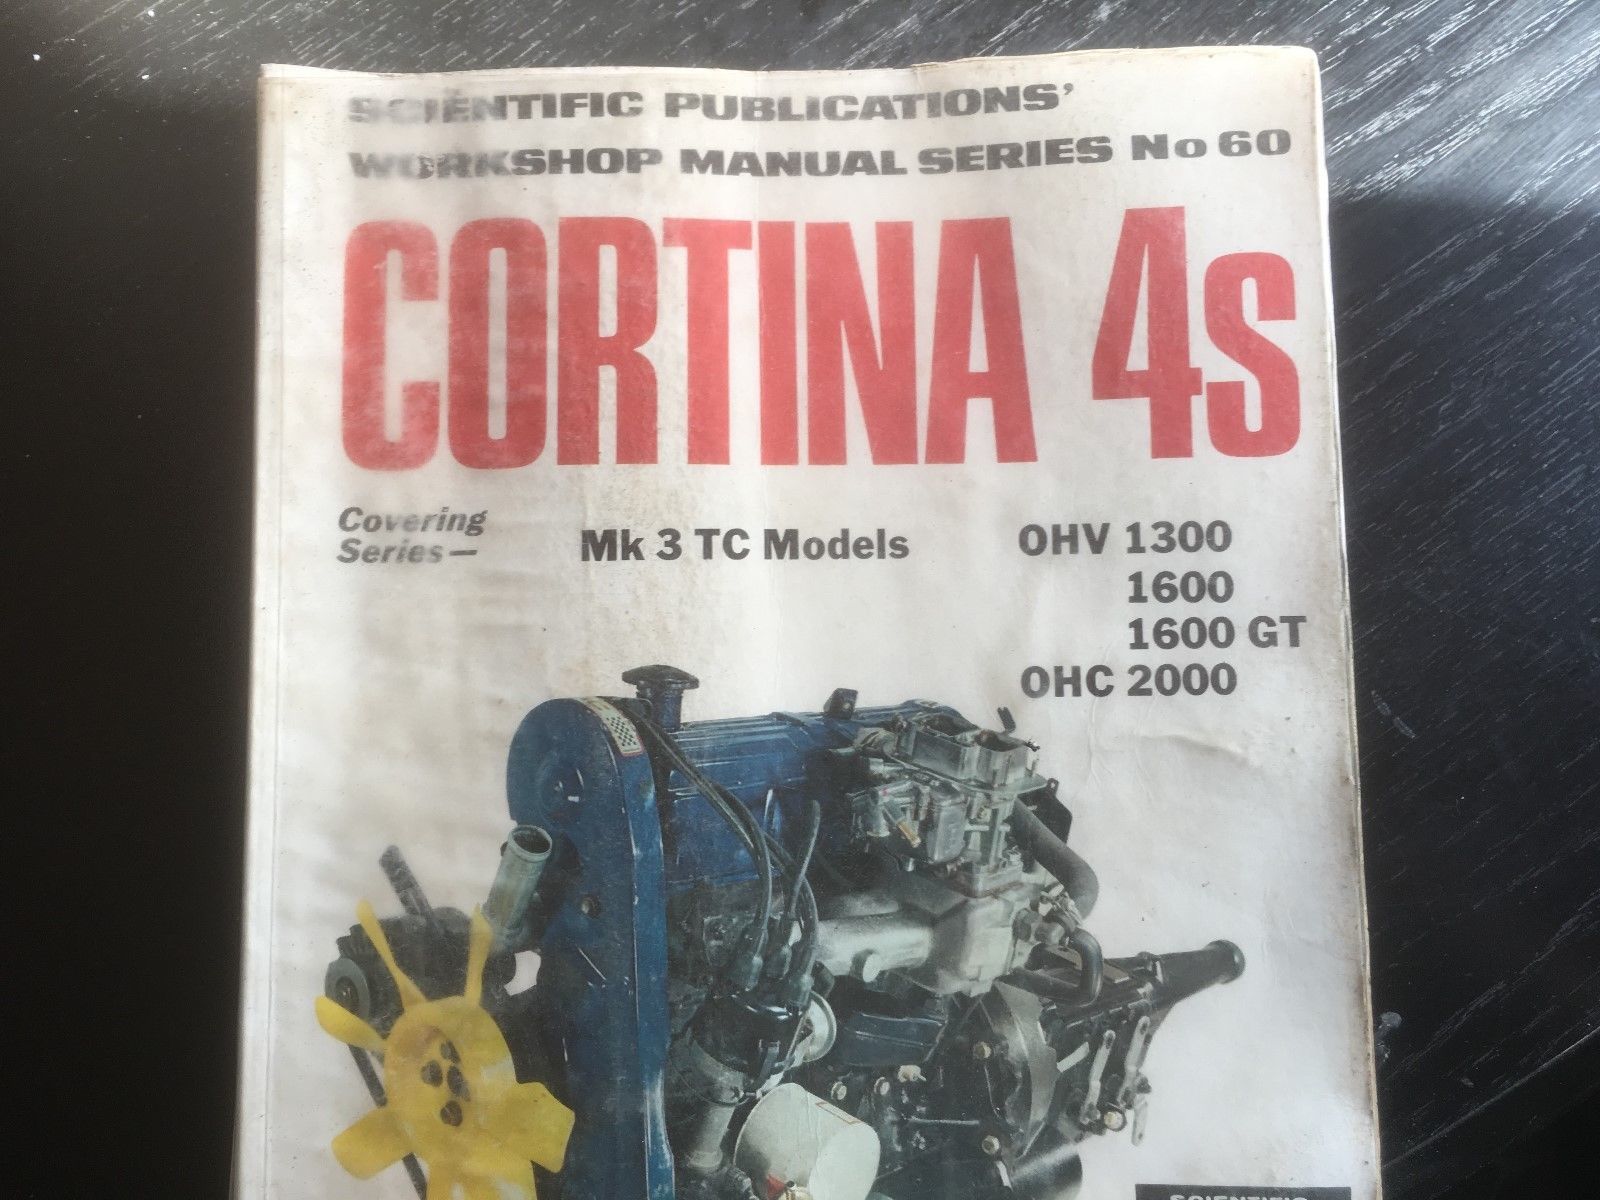 SCIENTIFIC PUBLICATIONS'
WORKSHOP MANUAL SERIES No 60
CORTINA 4s
Covering
Series—
Mk 3 TC Models
OHV 1300
1600
1600 GT
OHC 2000
SCIENTIFIC